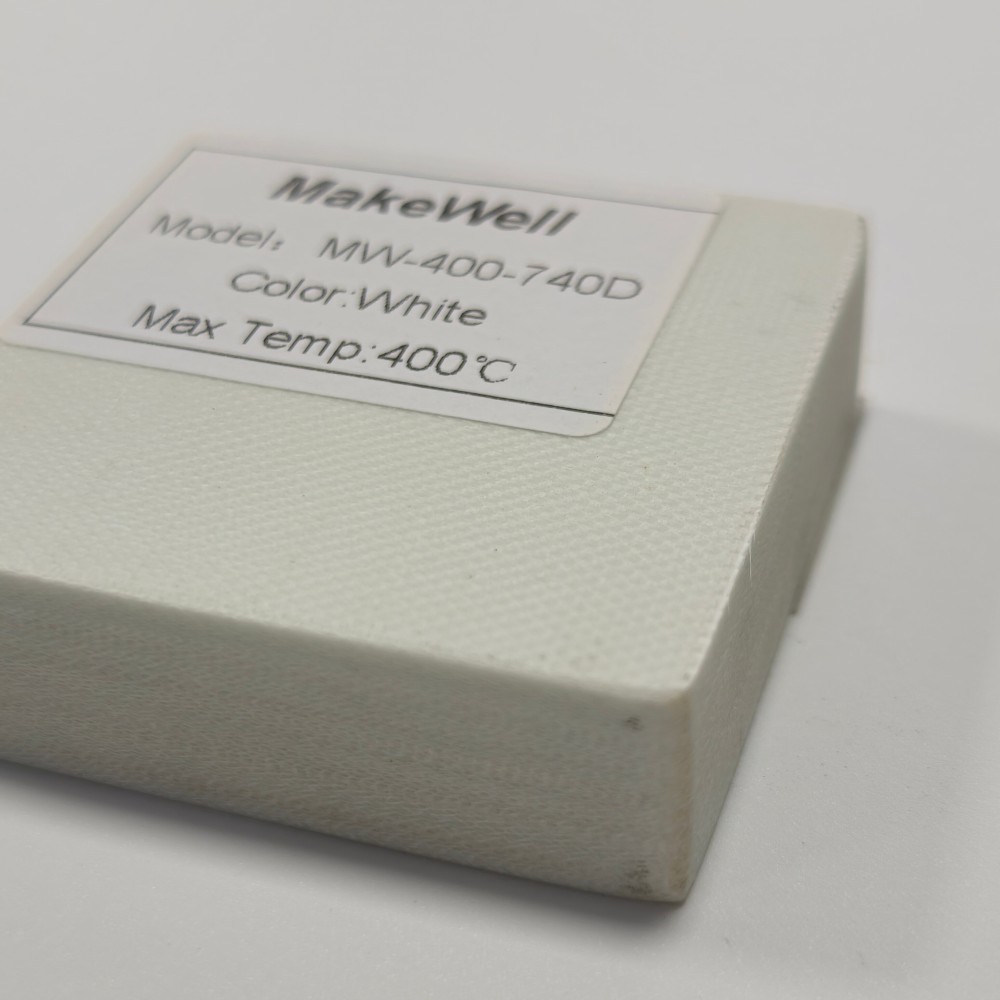 MakeWell
Model： MW-400-740D
Color:White
Max Temp:400℃